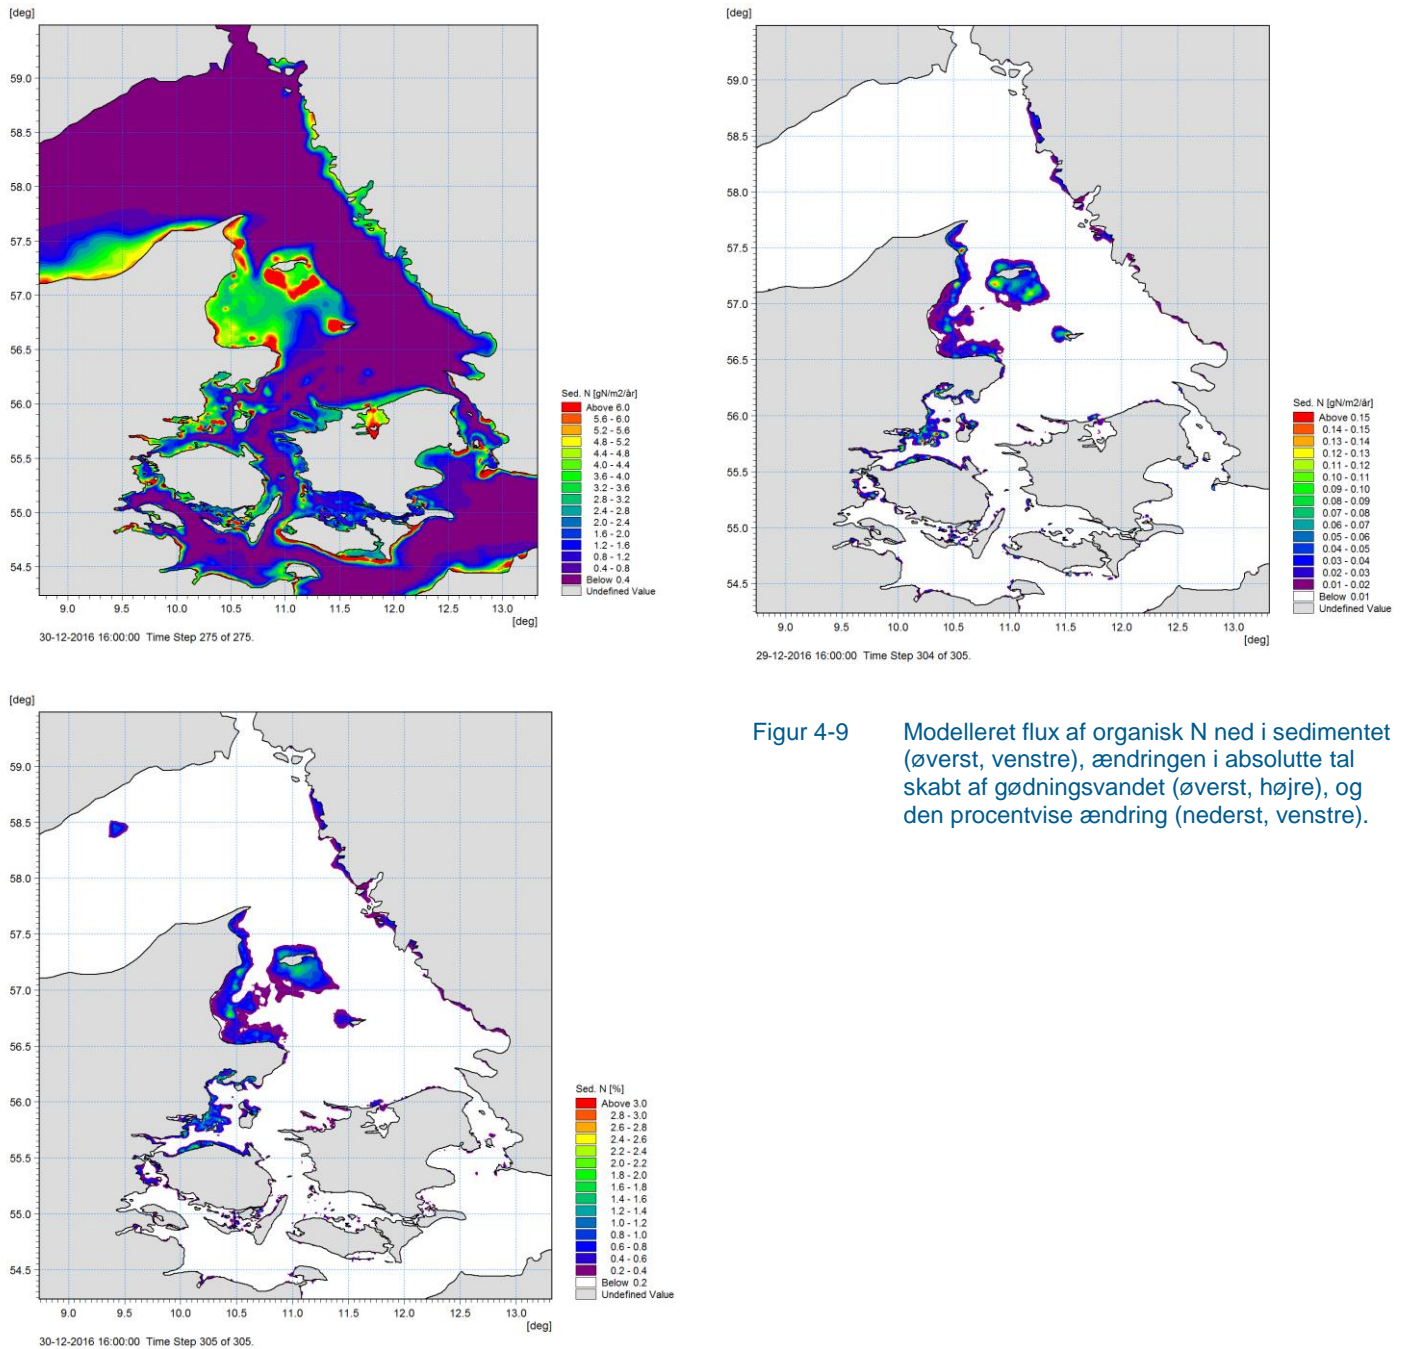 [deg]
59.0
58.5
58.0
57.5
57.0
56.5
56.0
55.5
55.0
54.5
9.0 9.5 10.0 10.5 11.0 11.5 12.0 12.5 13.0
[deg]
30-12-2016 16:00:00 Time Step 275 of 275.
Sed. N [gN/m2/år]
Above 6.0
5.6 - 6.0
5.2 - 5.6
4.8 - 5.2
4.4 - 4.8
4.0 - 4.4
3.6 - 4.0
3.2 - 3.6
2.8 - 3.2
2.4 - 2.8
2.0 - 2.4
1.6 - 2.0
1.2 - 1.6
0.8 - 1.2
0.4 - 0.8
Below 0.4
Undefined Value
[deg]
59.0
58.5
58.0
57.5
57.0
56.5
56.0
55.5
55.0
54.5
9.0 9.5 10.0 10.5 11.0 11.5 12.0 12.5 13.0
[deg]
29-12-2016 16:00:00 Time Step 304 of 305.
Sed. N [gN/m2/år]
Above 0.15
0.14 - 0.15
0.13 - 0.14
0.12 - 0.13
0.11 - 0.12
0.10 - 0.11
0.09 - 0.10
0.08 - 0.09
0.07 - 0.08
0.06 - 0.07
0.05 - 0.06
0.04 - 0.05
0.03 - 0.04
0.02 - 0.03
0.01 - 0.02
Below 0.01
Undefined Value
[deg]
59.0
58.5
58.0
57.5
57.0
56.5
56.0
55.5
55.0
54.5
9.0 9.5 10.0 10.5 11.0 11.5 12.0 12.5 13.0
[deg]
30-12-2016 16:00:00 Time Step 305 of 305.
Sed. N [%]
Above 3.0
2.8 - 3.0
2.6 - 2.8
2.4 - 2.6
2.2 - 2.4
2.0 - 2.2
1.8 - 2.0
1.6 - 1.8
1.4 - 1.6
1.2 - 1.4
1.0 - 1.2
0.8 - 1.0
0.6 - 0.8
0.4 - 0.6
0.2 - 0.4
Below 0.2
Undefined Value
Figur 4-9 Modelleret flux af organisk N ned i sedimentet
(øverst, venstre), ændringen i absolutte tal
skabt af gødningsvandet (øverst, højre), og
den procentvise ændring (nederst, venstre).